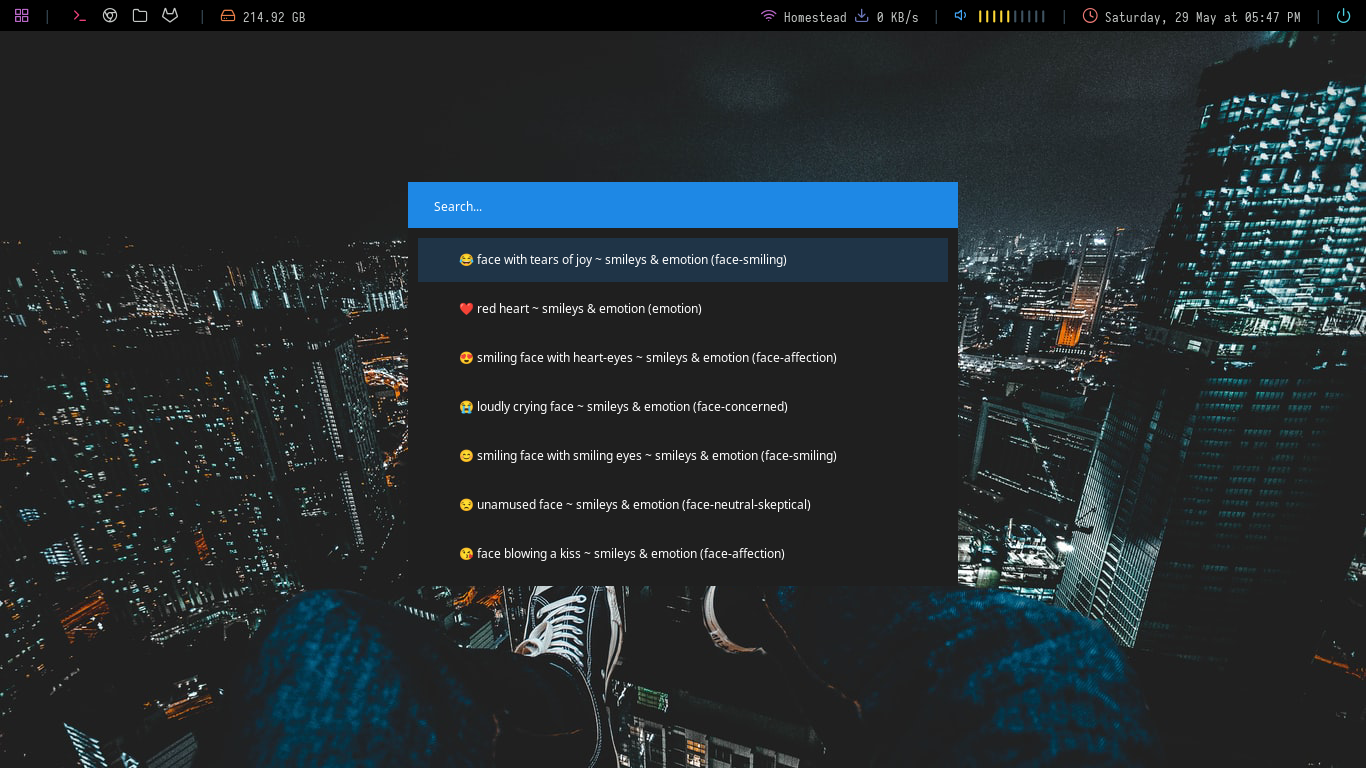 214.92 GB
Homestead 0 KB/s
Saturday, 29 May at 05:47 PM
Search...
😂 face with tears of joy ~ smileys & emotion (face-smiling)
❤️ red heart ~ smileys & emotion (emotion)
😍 smiling face with heart-eyes ~ smileys & emotion (face-affection)
😭 loudly crying face ~ smileys & emotion (face-concerned)
😊 smiling face with smiling eyes ~ smileys & emotion (face-smiling)
😒 unamused face ~ smileys & emotion (face-neutral-skeptical)
😘 face blowing a kiss ~ smileys & emotion (face-affection)